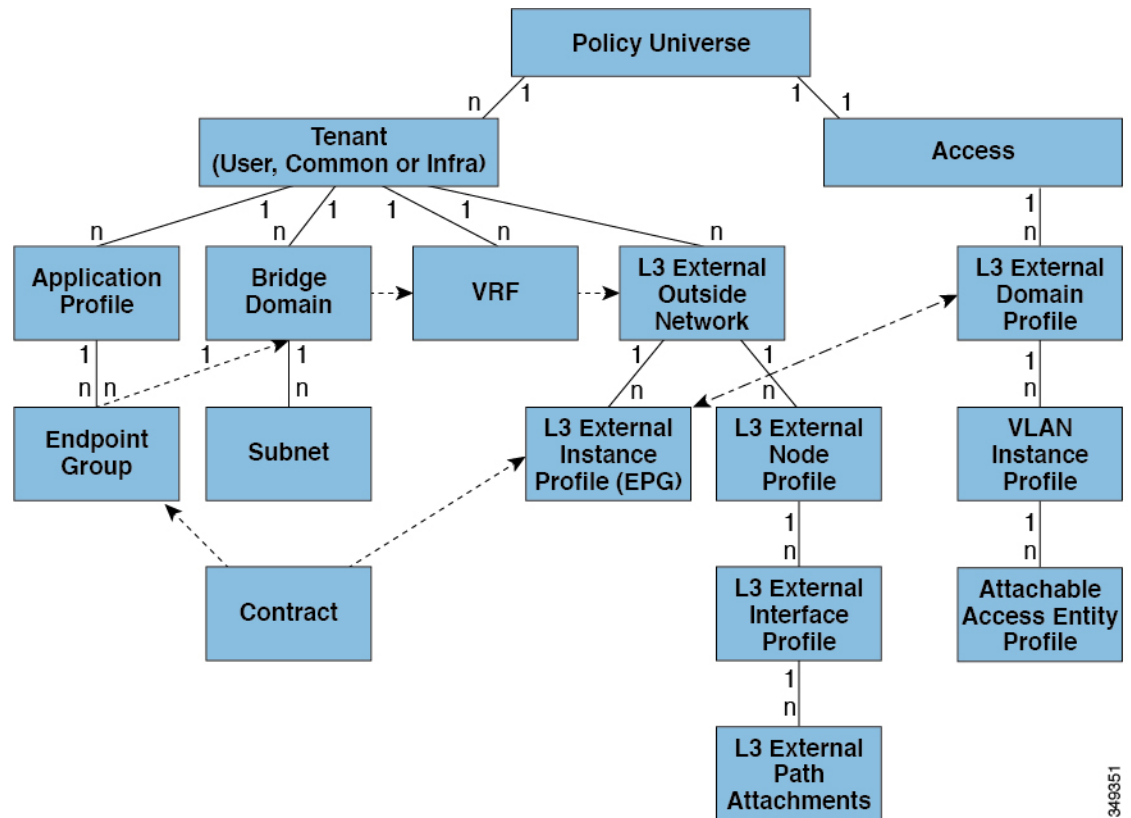 Policy Universe
n
1
1
1
Tenant
(User, Common or Infra)
Access
1
1
1
1
1
n
n
n
n
n
Application
Profile
Bridge
Domain
VRF
L3 External
Outside
Network
L3 External
Domain
Profile
1
1
1
1
1
1
n
n
n
n
n
n
Endpoint
Group
Subnet
L3 External
Instance
Profile (EPG)
L3 External
Node
Profile
VLAN
Instance
Profile
1
1
n
n
Contract
L3 External
Interface
Profile
Attachable
Access Entity
Profile
1
n
L3 External
Path
Attachments
349351